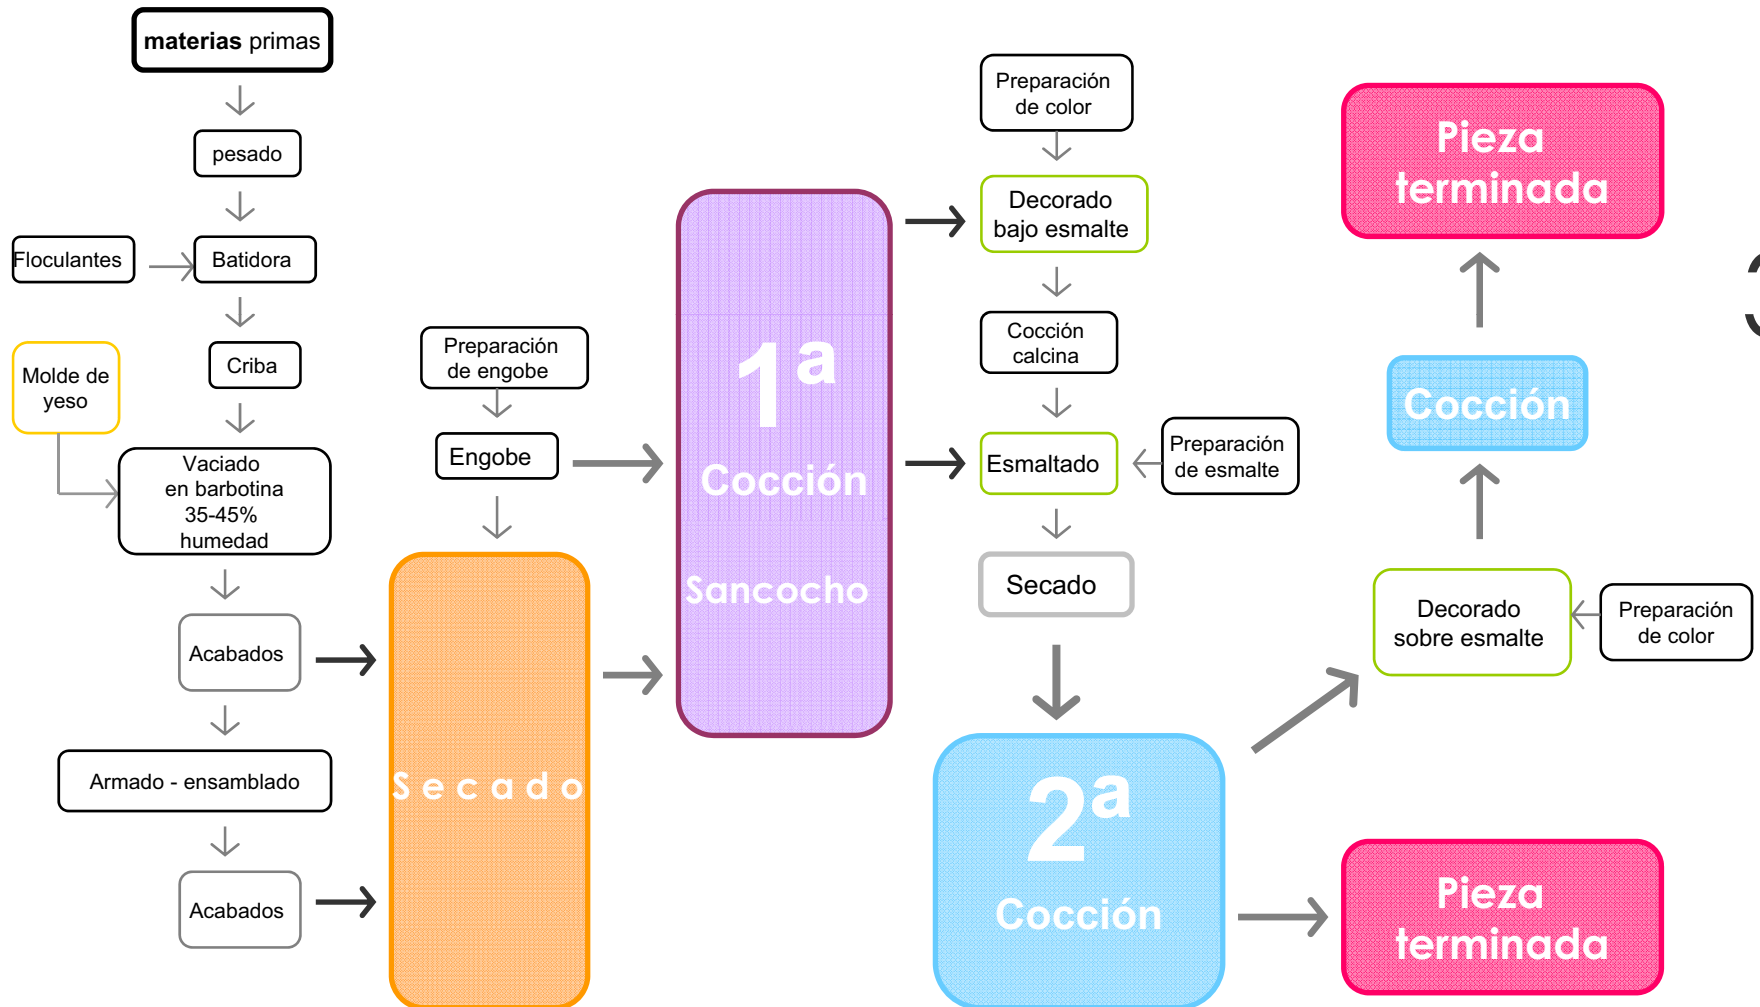 materias primas
pesado
Floculantes
Batidora
Criba
Molde de
yeso
Vaciado
en barbotina
35-45%
humedad
Acabados
Armado - ensamblado
Acabados
Preparación
de engobe
Engobe
Secado
1ª
Cocción
Sancocho
Preparación
de color
Decorado
bajo esmalte
Cocción
calcina
Esmaltado
Preparación
de esmalte
Secado
2ª
Cocción
Pieza
terminada
Cocción
Decorado
sobre esmalte
Preparación
de color
Pieza
terminada